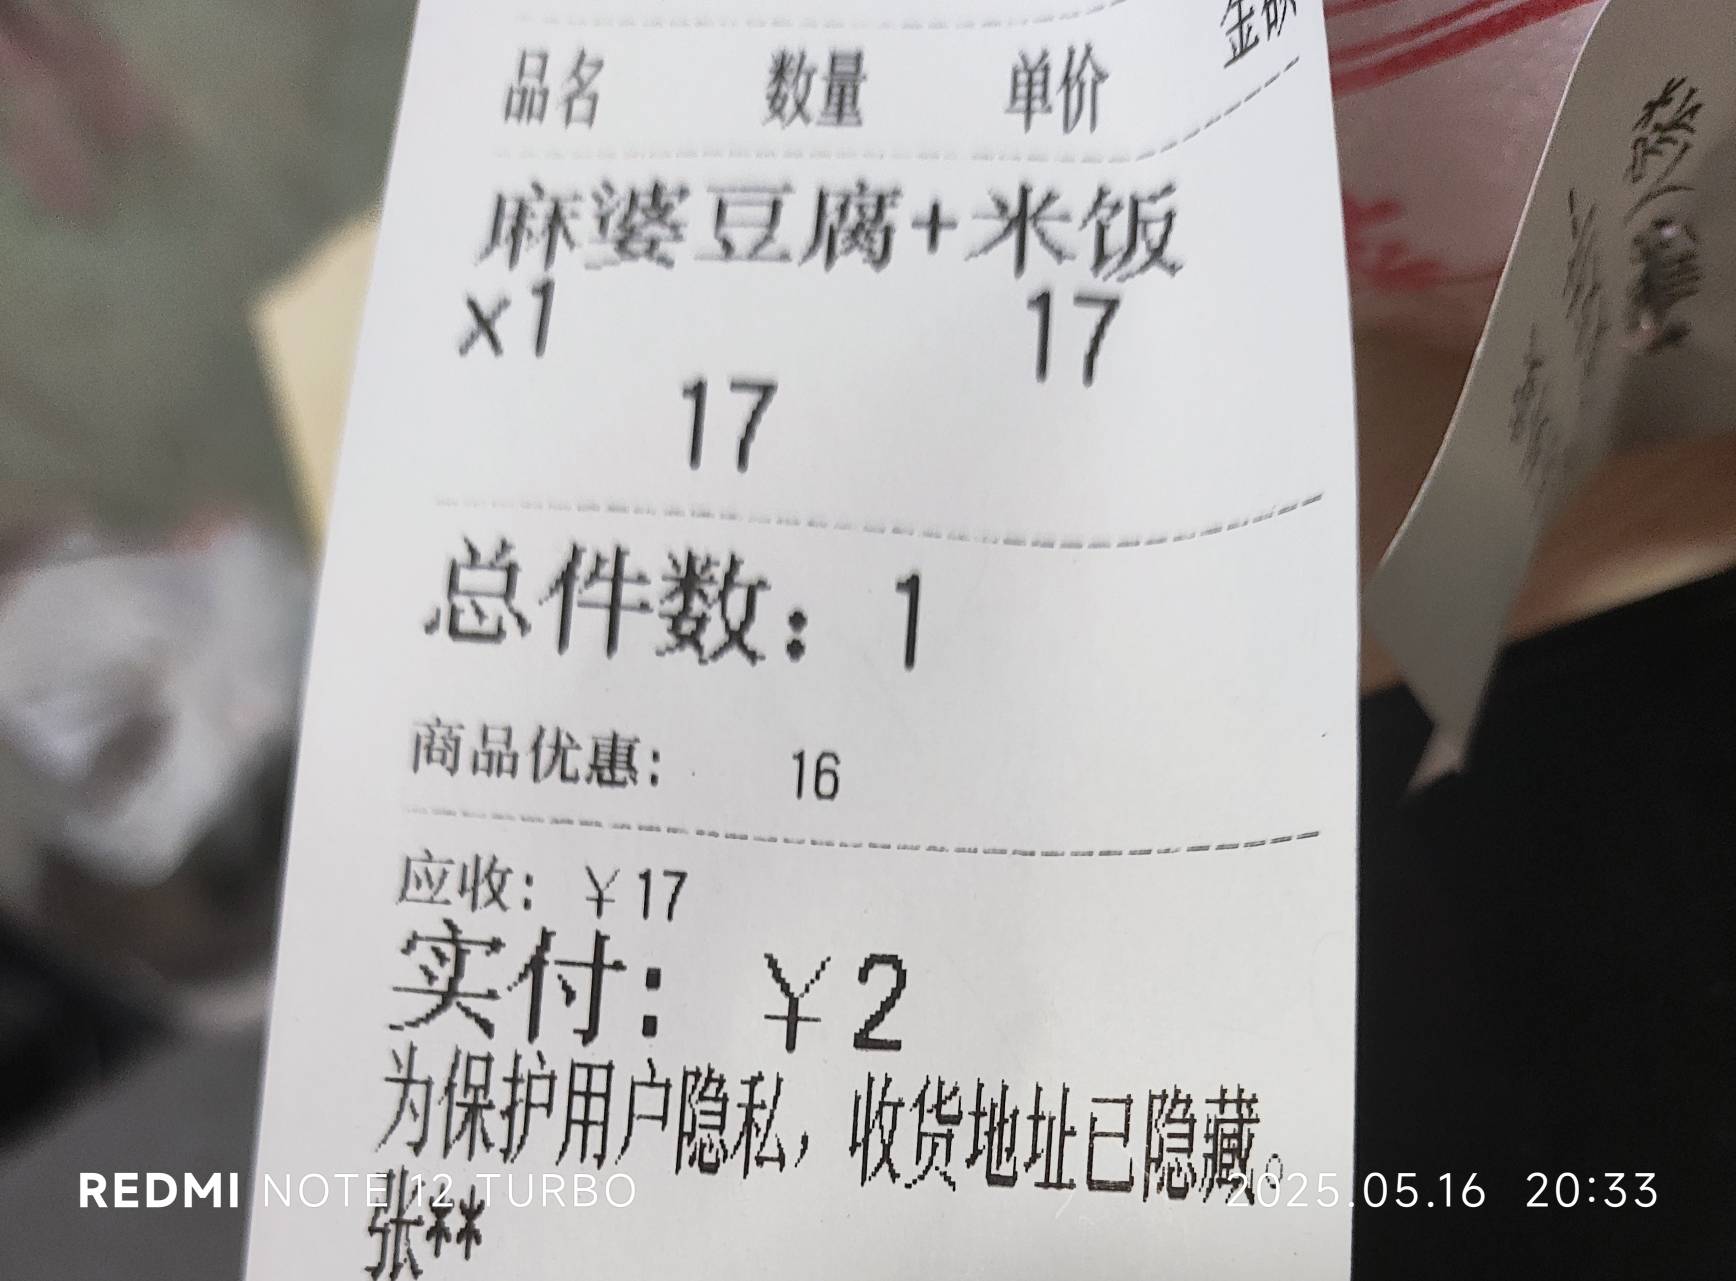 品名 数量 单价 金额
麻婆豆腐+米饭
x1 17
17
总件数： 1
商品优惠： 16
应收： ￥17
实付： ￥2
为保护用户隐私，收货地址已隐藏。
张**
REDMI NOTE 12 TURBO
2025.05.16 20:33